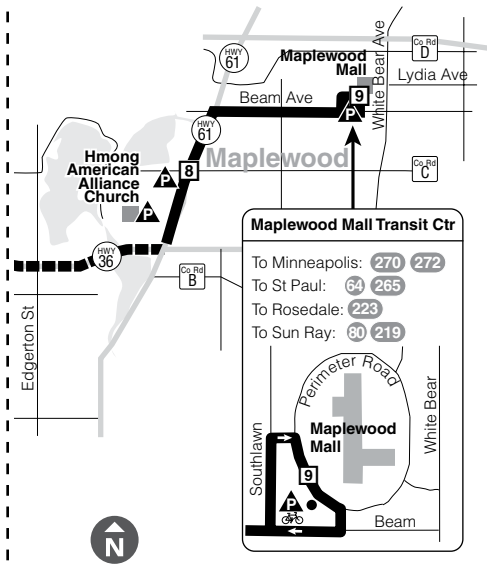 HWY
61
Co Rd
D
Maplewood
Mall
White Bear Ave
Lydia Ave
9
Beam Ave
P
HWY
61
Maplewood
Hmong
American
Alliance
Church
8
P
Co Rd
C
P
HWY
36
Co Rd
B
Edgerton St
Maplewood Mall Transit Ctr
To Minneapolis: 270 272
To St Paul: 64 265
To Rosedale: 223
To Sun Ray: 80 219
Perimeter Road
Southlawn
White Bear
Maplewood
Mall
9
P
Beam
N